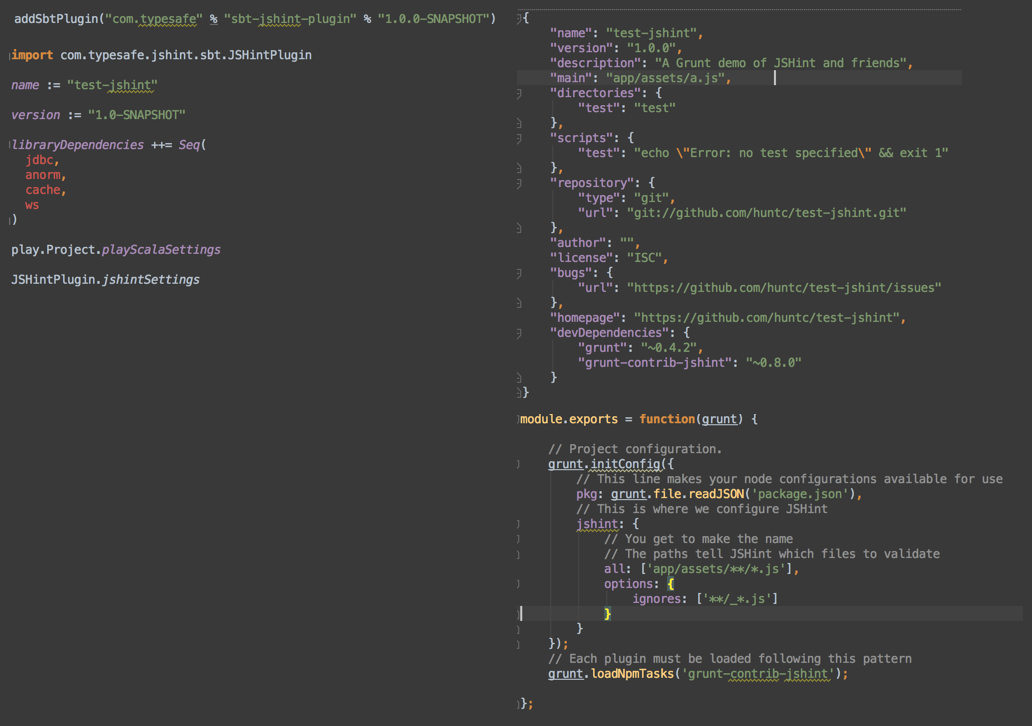 addSbtPlugin("com.typesafe" % "sbt-jshint-plugin" % "1.0.0-SNAPSHOT")
import com.typesafe.jshint.sbt.JSHintPlugin
name := "test-jshint"
version := "1.0-SNAPSHOT"
libraryDependencies ++= Seq(
  jdbc,
  anorm,
  cache,
  ws
)
play.Project.playScalaSettings
JSHintPlugin.jshintSettings
{
    "name": "test-jshint",
    "version": "1.0.0",
    "description": "A Grunt demo of JSHint and friends",
    "main": "app/assets/a.js",
    "directories": {
        "test": "test"
    },
    "scripts": {
        "test": "echo \"Error: no test specified\" && exit 1"
    },
    "repository": {
        "type": "git",
        "url": "git://github.com/huntc/test-jshint.git"
    },
    "author": "",
    "license": "ISC",
    "bugs": {
        "url": "https://github.com/huntc/test-jshint/issues"
    },
    "homepage": "https://github.com/huntc/test-jshint",
    "devDependencies": {
        "grunt": "~0.4.2",
        "grunt-contrib-jshint": "~0.8.0"
    }
}
module.exports = function(grunt) {
    // Project configuration.
    grunt.initConfig({
        // This line makes your node configurations available for use
        pkg: grunt.file.readJSON('package.json'),
        // This is where we configure JSHint
        jshint: {
            // You get to make the name
            // The paths tell JSHint which files to validate
            all: ['app/assets/**/*.js'],
            options: {
                ignores: ['**/_*.js']
            }
        }
    });
    // Each plugin must be loaded following this pattern
    grunt.loadNpmTasks('grunt-contrib-jshint');
};